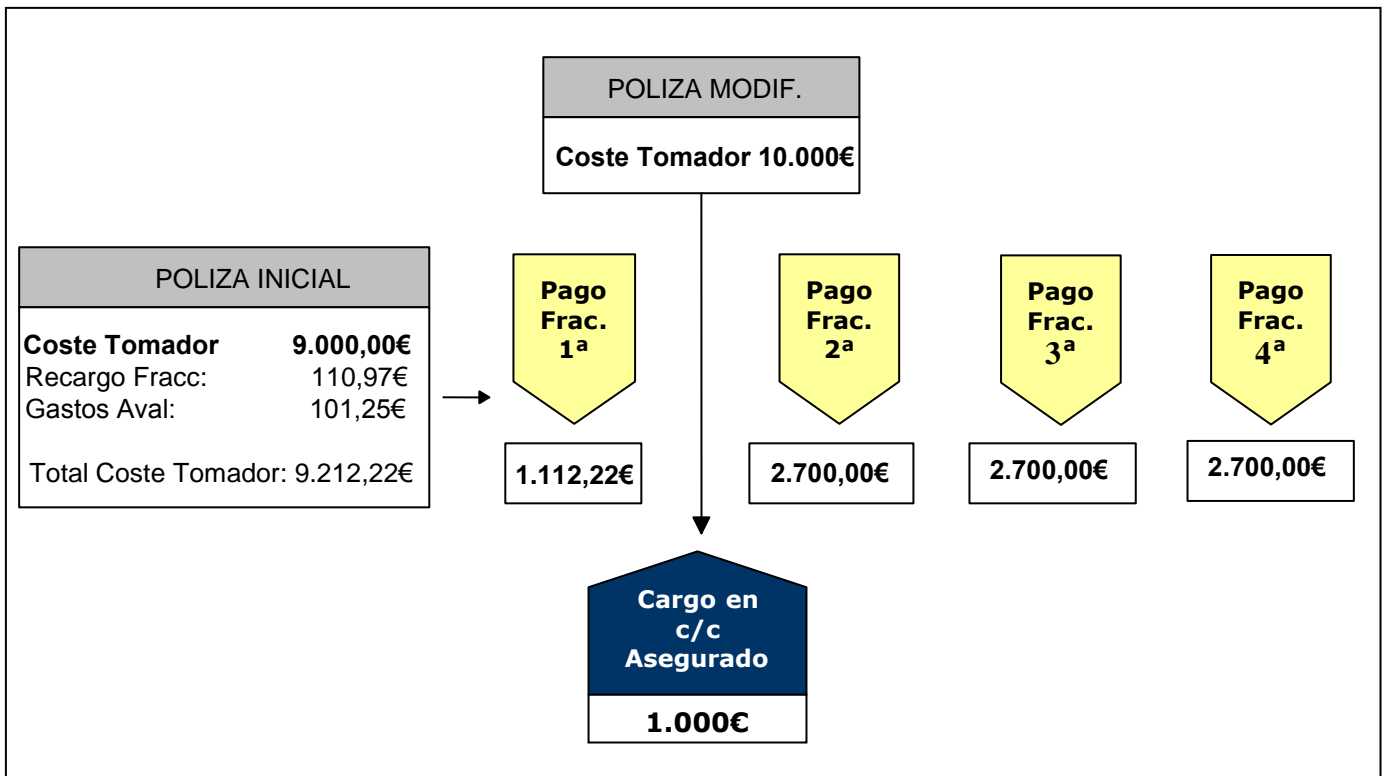 POLIZA MODIF.
Coste Tomador 10.000€
POLIZA INICIAL
Coste Tomador 9.000,00€
Recargo Fracc: 110,97€
Gastos Aval: 101,25€
Total Coste Tomador: 9.212,22€
Pago
Frac.
1ª
1.112,22€
Pago
Frac.
2ª
2.700,00€
Pago
Frac.
3ª
2.700,00€
Pago
Frac.
4ª
2.700,00€
Cargo en
c/c
Asegurado
1.000€